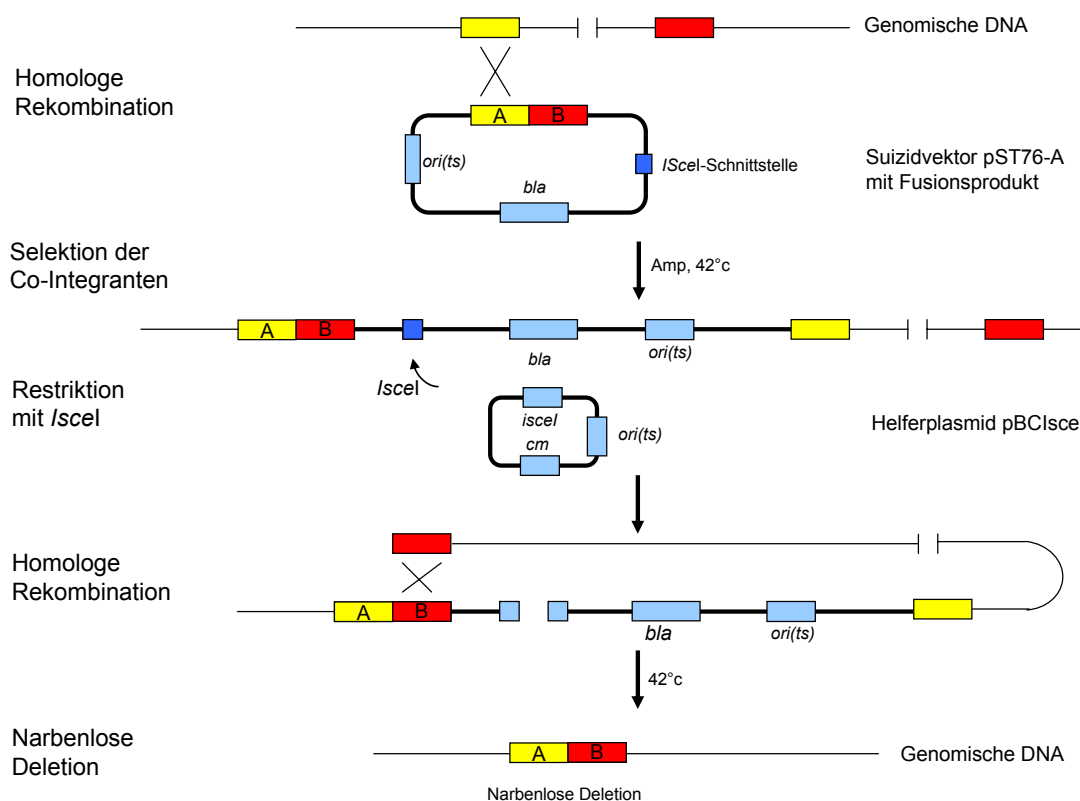 Genomische DNA
Homologe
Rekombination
A B
ori(ts)
ISceI-Schnittstelle
bla
Suizidvektor pST76-A
mit Fusionsprodukt
Selektion der
Co-Integranten
Amp, 42°c
A B
bla
ori(ts)
IsceI
Restriktion
mit IsceI
isceI
cm
ori(ts)
Helferplasmid pBCIsce
Homologe
Rekombination
A B
bla
ori(ts)
42°c
Narbenlose
Deletion
A B
Genomische DNA
Narbenlose Deletion